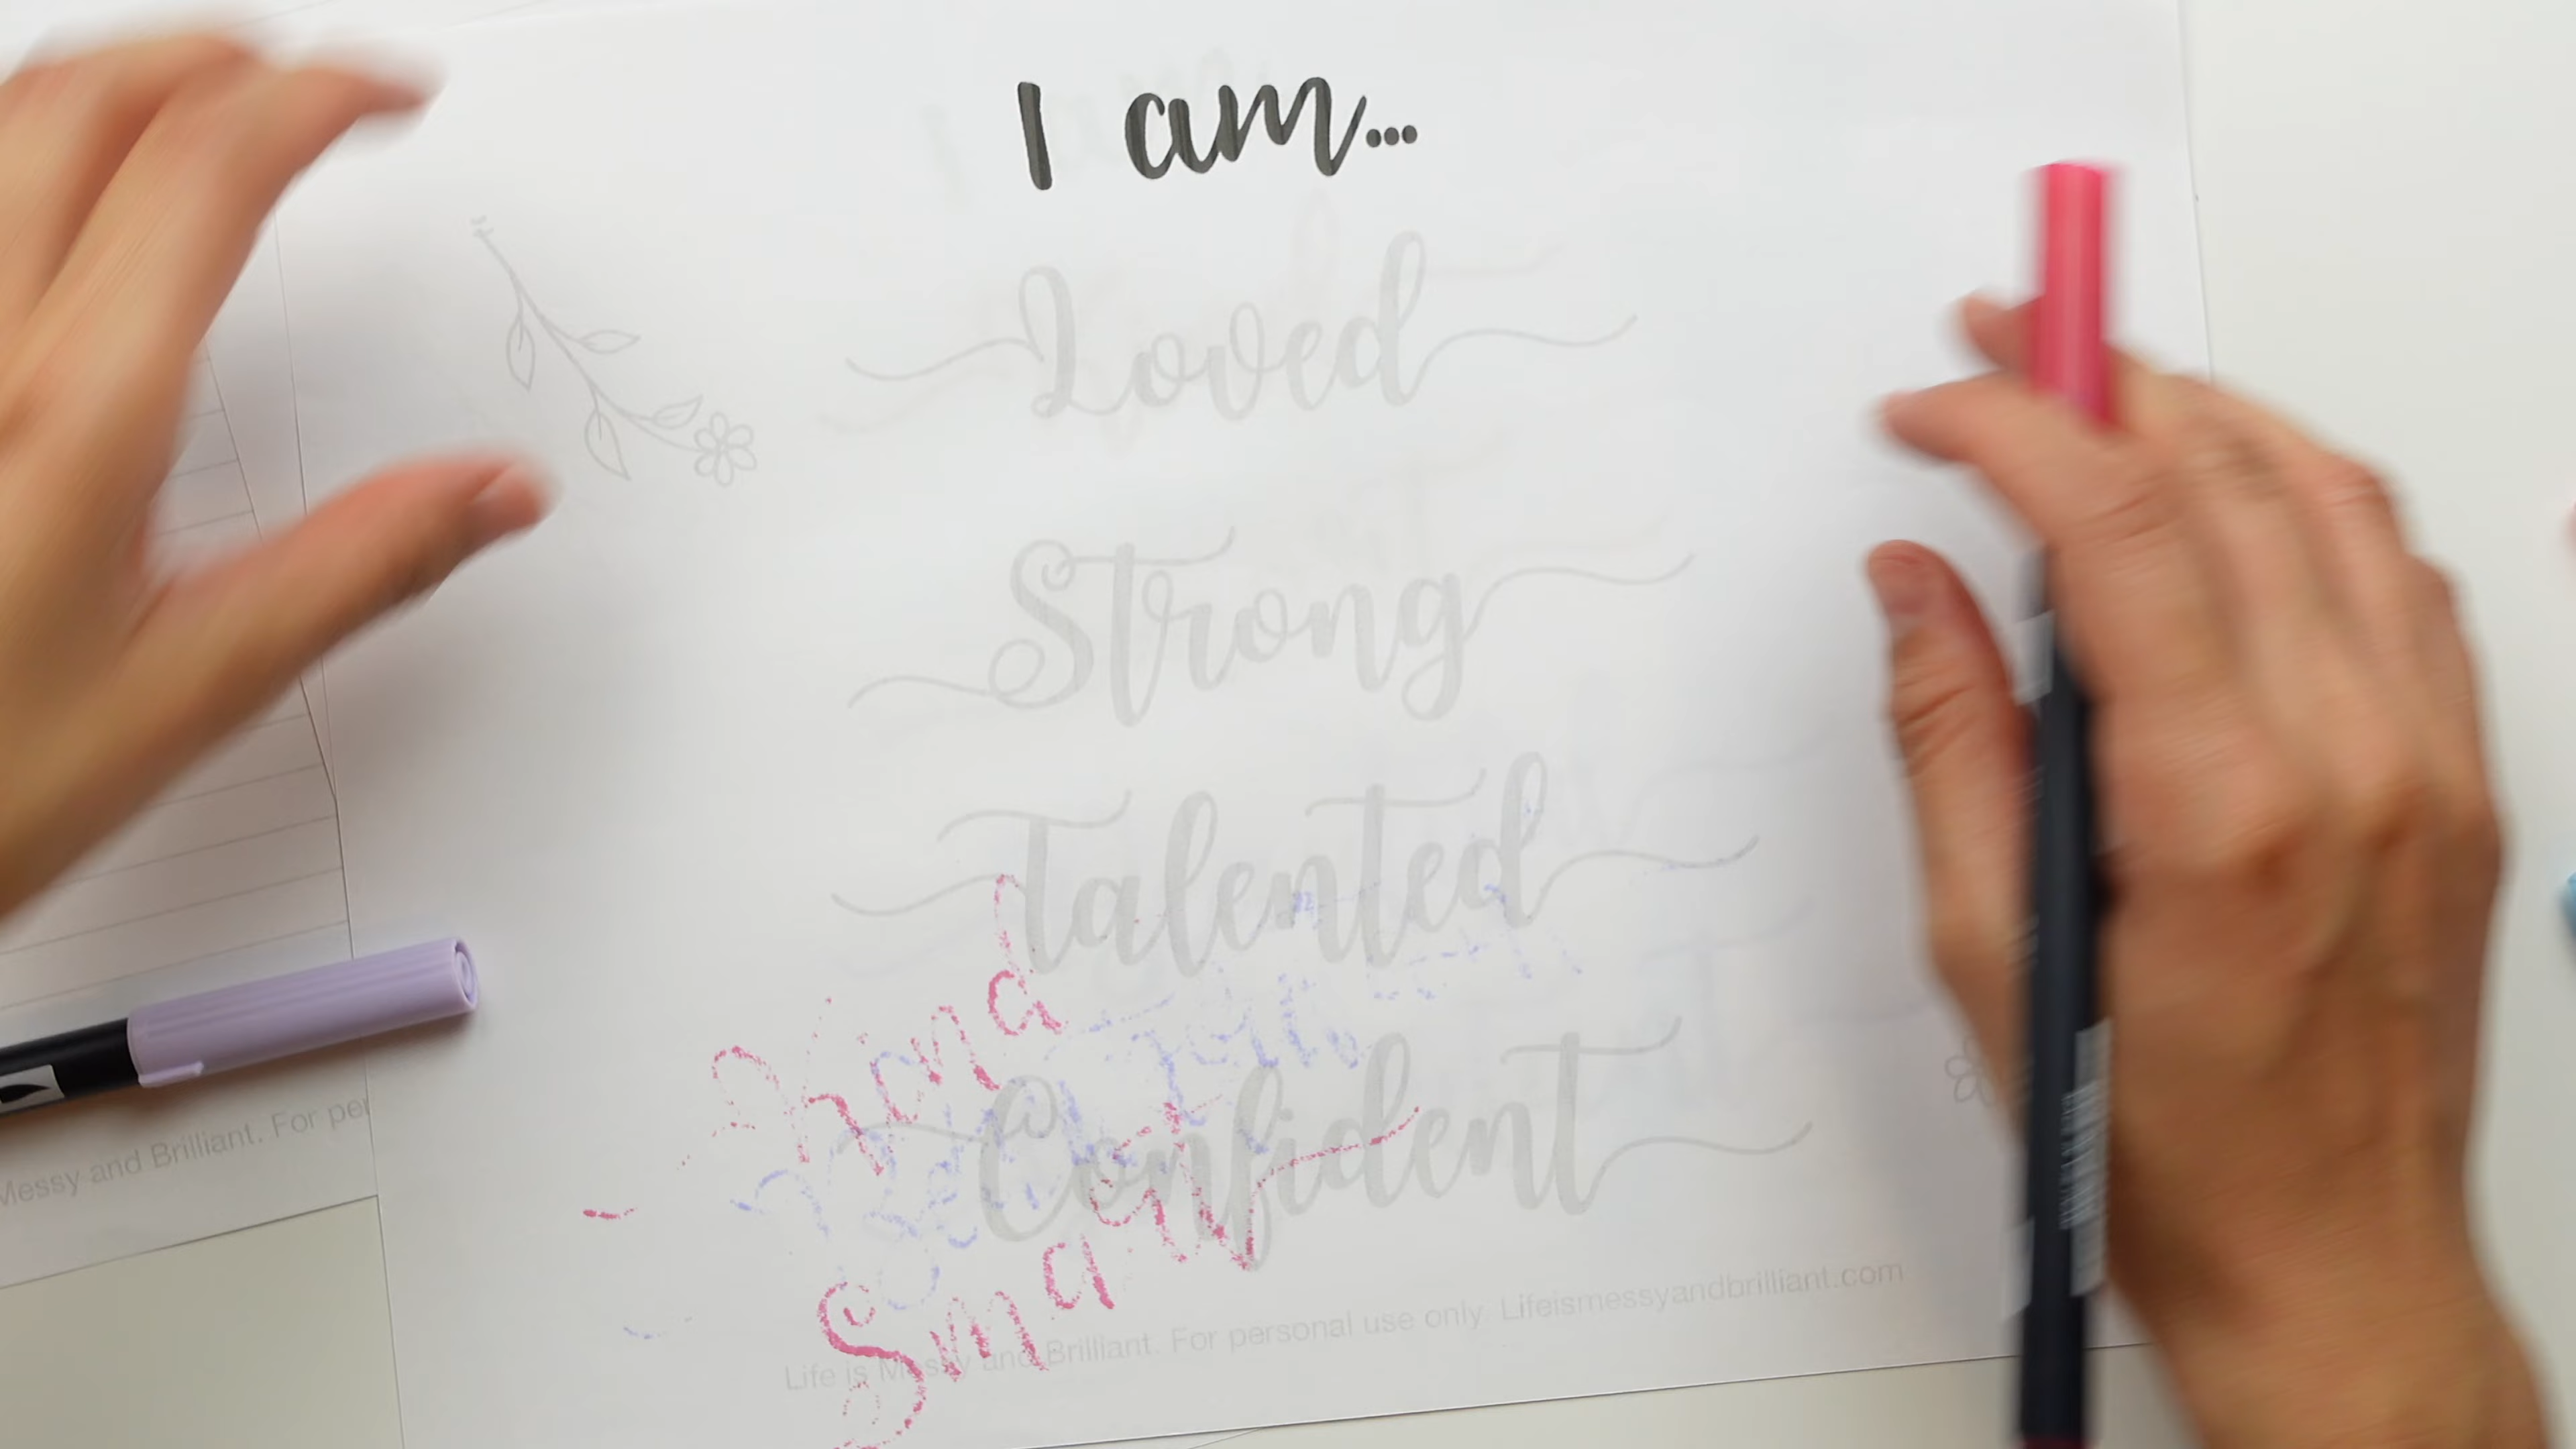 I am...
Loved
Strong
Talented
Kind
Confident
Smart
Life is Messy and Brilliant. For personal use only. Lifeismessyandbrilliant.com
Messy and Brilliant. For per